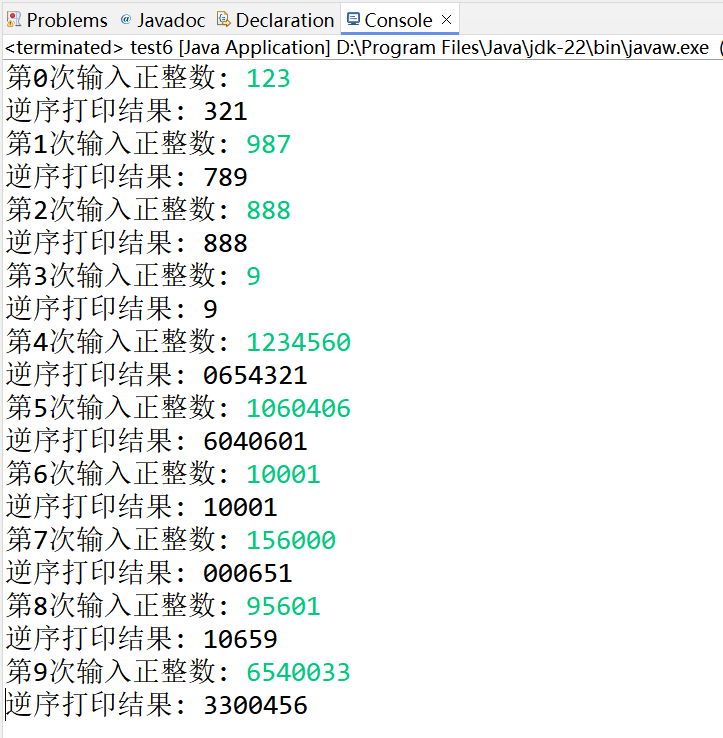 Problems @ Javadoc Declaration Console
<terminated> test6 [Java Application] D:\Program Files\Java\jdk-22\bin\javaw.exe (
第0次输入正整数: 123
逆序打印结果: 321
第1次输入正整数: 987
逆序打印结果: 789
第2次输入正整数: 888
逆序打印结果: 888
第3次输入正整数: 9
逆序打印结果: 9
第4次输入正整数: 1234560
逆序打印结果: 0654321
第5次输入正整数: 1060406
逆序打印结果: 6040601
第6次输入正整数: 10001
逆序打印结果: 10001
第7次输入正整数: 156000
逆序打印结果: 000651
第8次输入正整数: 95601
逆序打印结果: 10659
第9次输入正整数: 6540033
逆序打印结果: 3300456